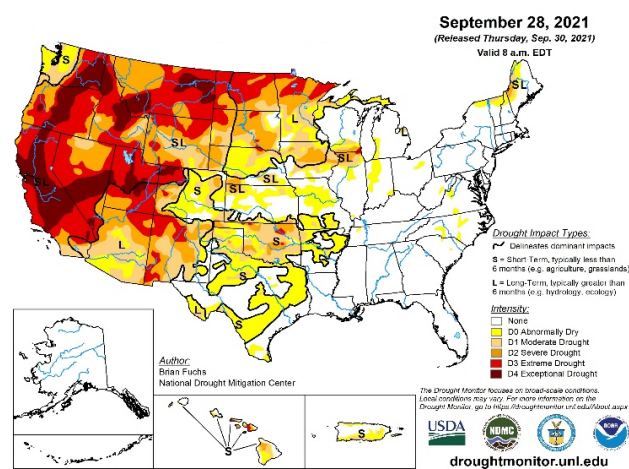 September 28, 2021
(Released Thursday, Sep. 30, 2021)
Valid 8 a.m. EDT
S
SL
L
L
SL
SL
SL
S
SL
SL
L
S
S
L
S
Drought Impact Types:
Delineates dominant impacts
S = Short-Term, typically less than
6 months (e.g. agriculture, grasslands)
L = Long-Term, typically greater than
6 months (e.g. hydrology, ecology)
Intensity:
None
D0 Abnormally Dry
D1 Moderate Drought
D2 Severe Drought
D3 Extreme Drought
D4 Exceptional Drought
Author:
Brian Fuchs
National Drought Mitigation Center
S
S
The Drought Monitor focuses on broad-scale conditions.
Local conditions may vary. For more information on the
Drought Monitor, go to https://droughtmonitor.unl.edu/About.aspx
USDA
NDMC
NOAA
droughtmonitor.unl.edu